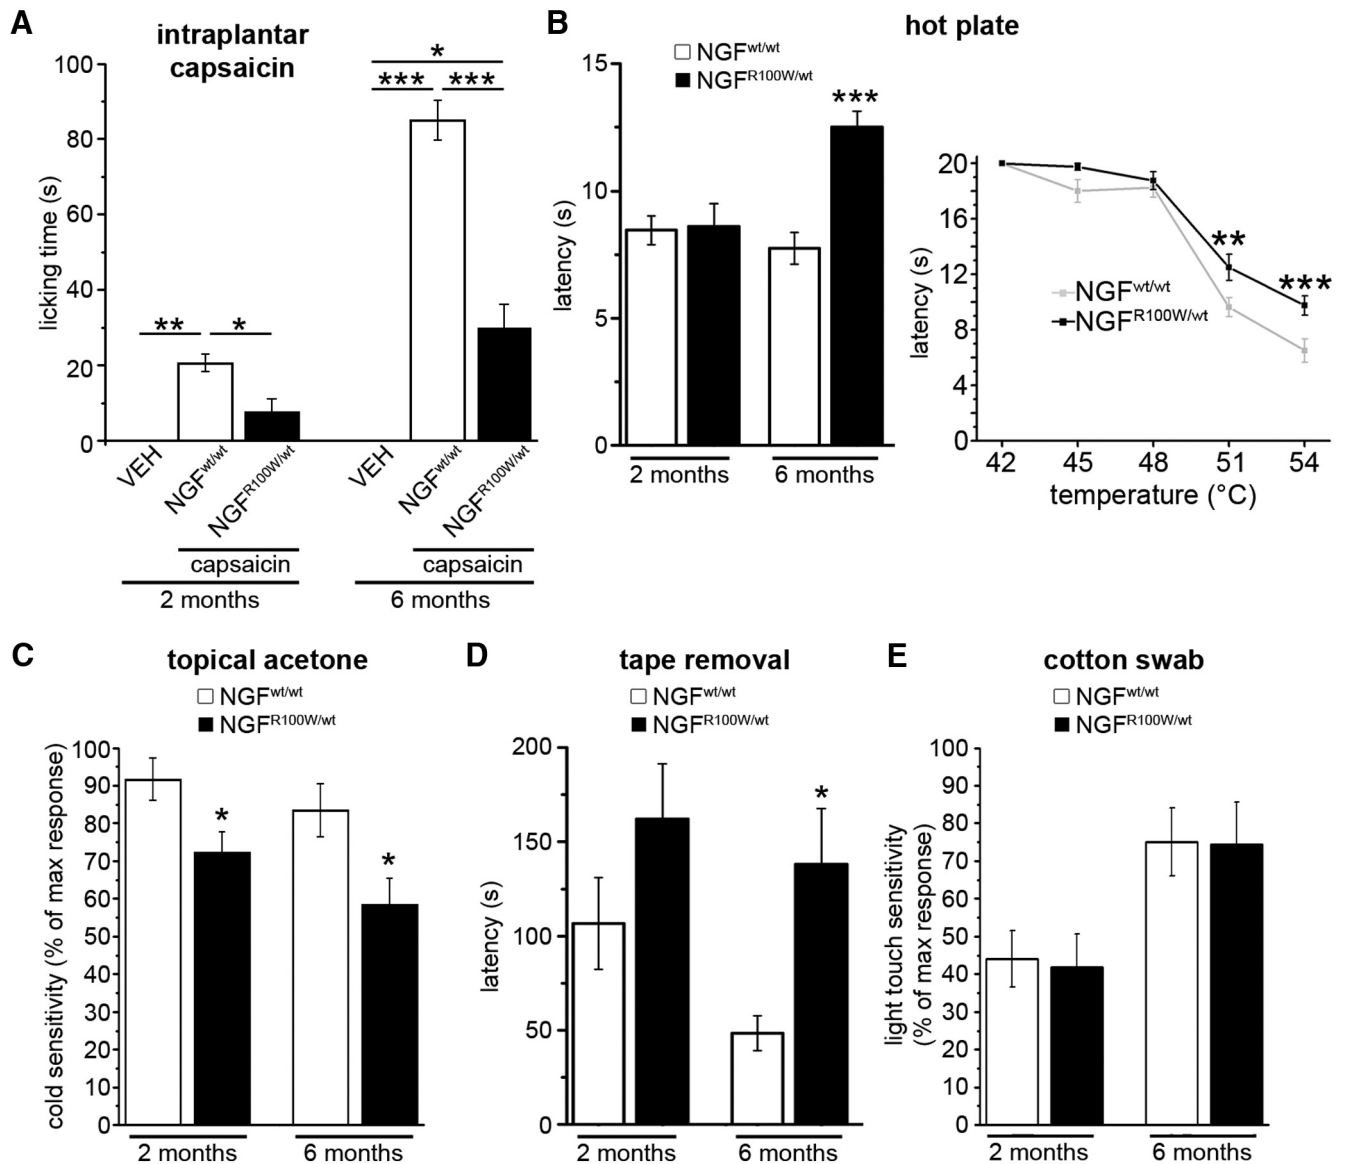 A
intraplantar
capsaicin
licking time (s)
100
80
60
40
20
0
** *
* *** ***
VEH NGFwt/wt NGFR100W/wt VEH NGFwt/wt NGFR100W/wt
capsaicin capsaicin
2 months 6 months
B
NGFwt/wt
NGFR100W/wt
latency (s)
15
10
5
0
***
2 months 6 months
hot plate
latency (s)
20
16
12
8
4
0
** ***
NGFwt/wt
NGFR100W/wt
42 45 48 51 54
temperature (°C)
C
topical acetone
NGFwt/wt
NGFR100W/wt
cold sensitivity (% of max response)
100
90
80
70
60
50
40
30
20
10
0
* *
2 months 6 months
D
tape removal
NGFwt/wt
NGFR100W/wt
latency (s)
200
150
100
50
0
*
2 months 6 months
E
cotton swab
NGFwt/wt
NGFR100W/wt
light touch sensitivity
(% of max response)
100
90
80
70
60
50
40
30
20
10
0
2 months 6 months